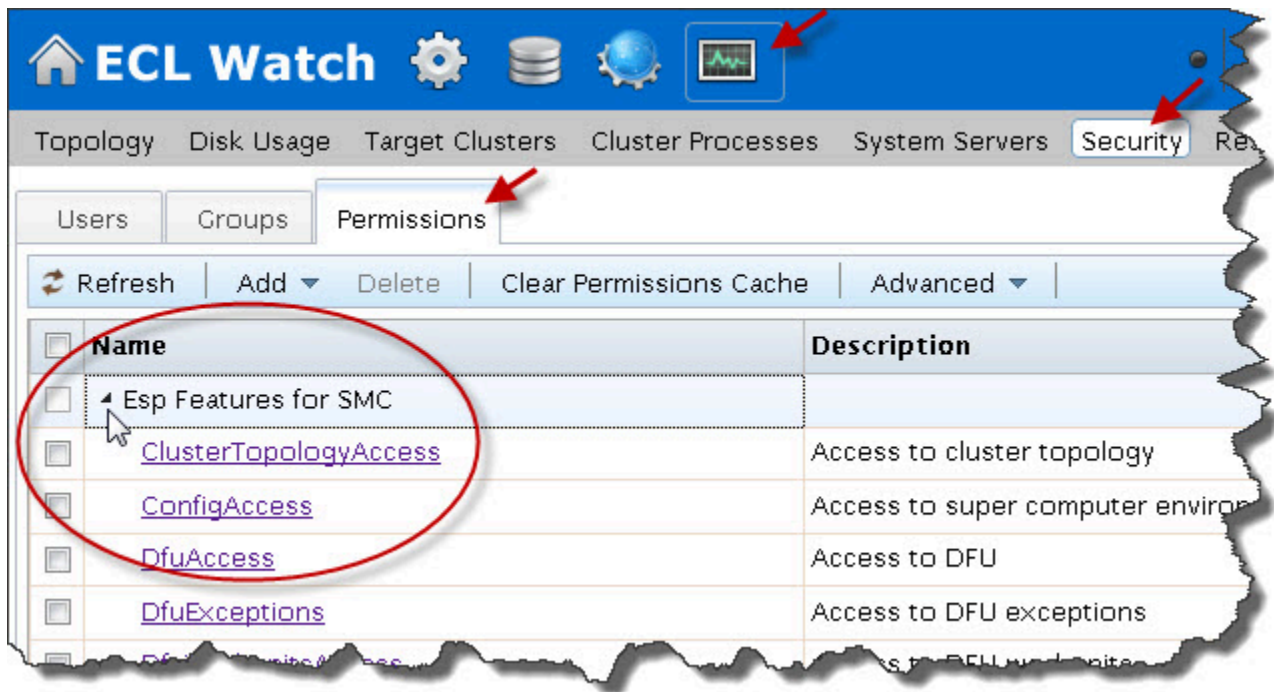 ECL Watch
Topology Disk Usage Target Clusters Cluster Processes System Servers Security
Users Groups Permissions
Refresh Add Delete Clear Permissions Cache Advanced
Name Description
Esp Features for SMC
ClusterTopologyAccess Access to cluster topology
ConfigAccess Access to super computer environ
DfuAccess Access to DFU
DfuExceptions Access to DFU exceptions